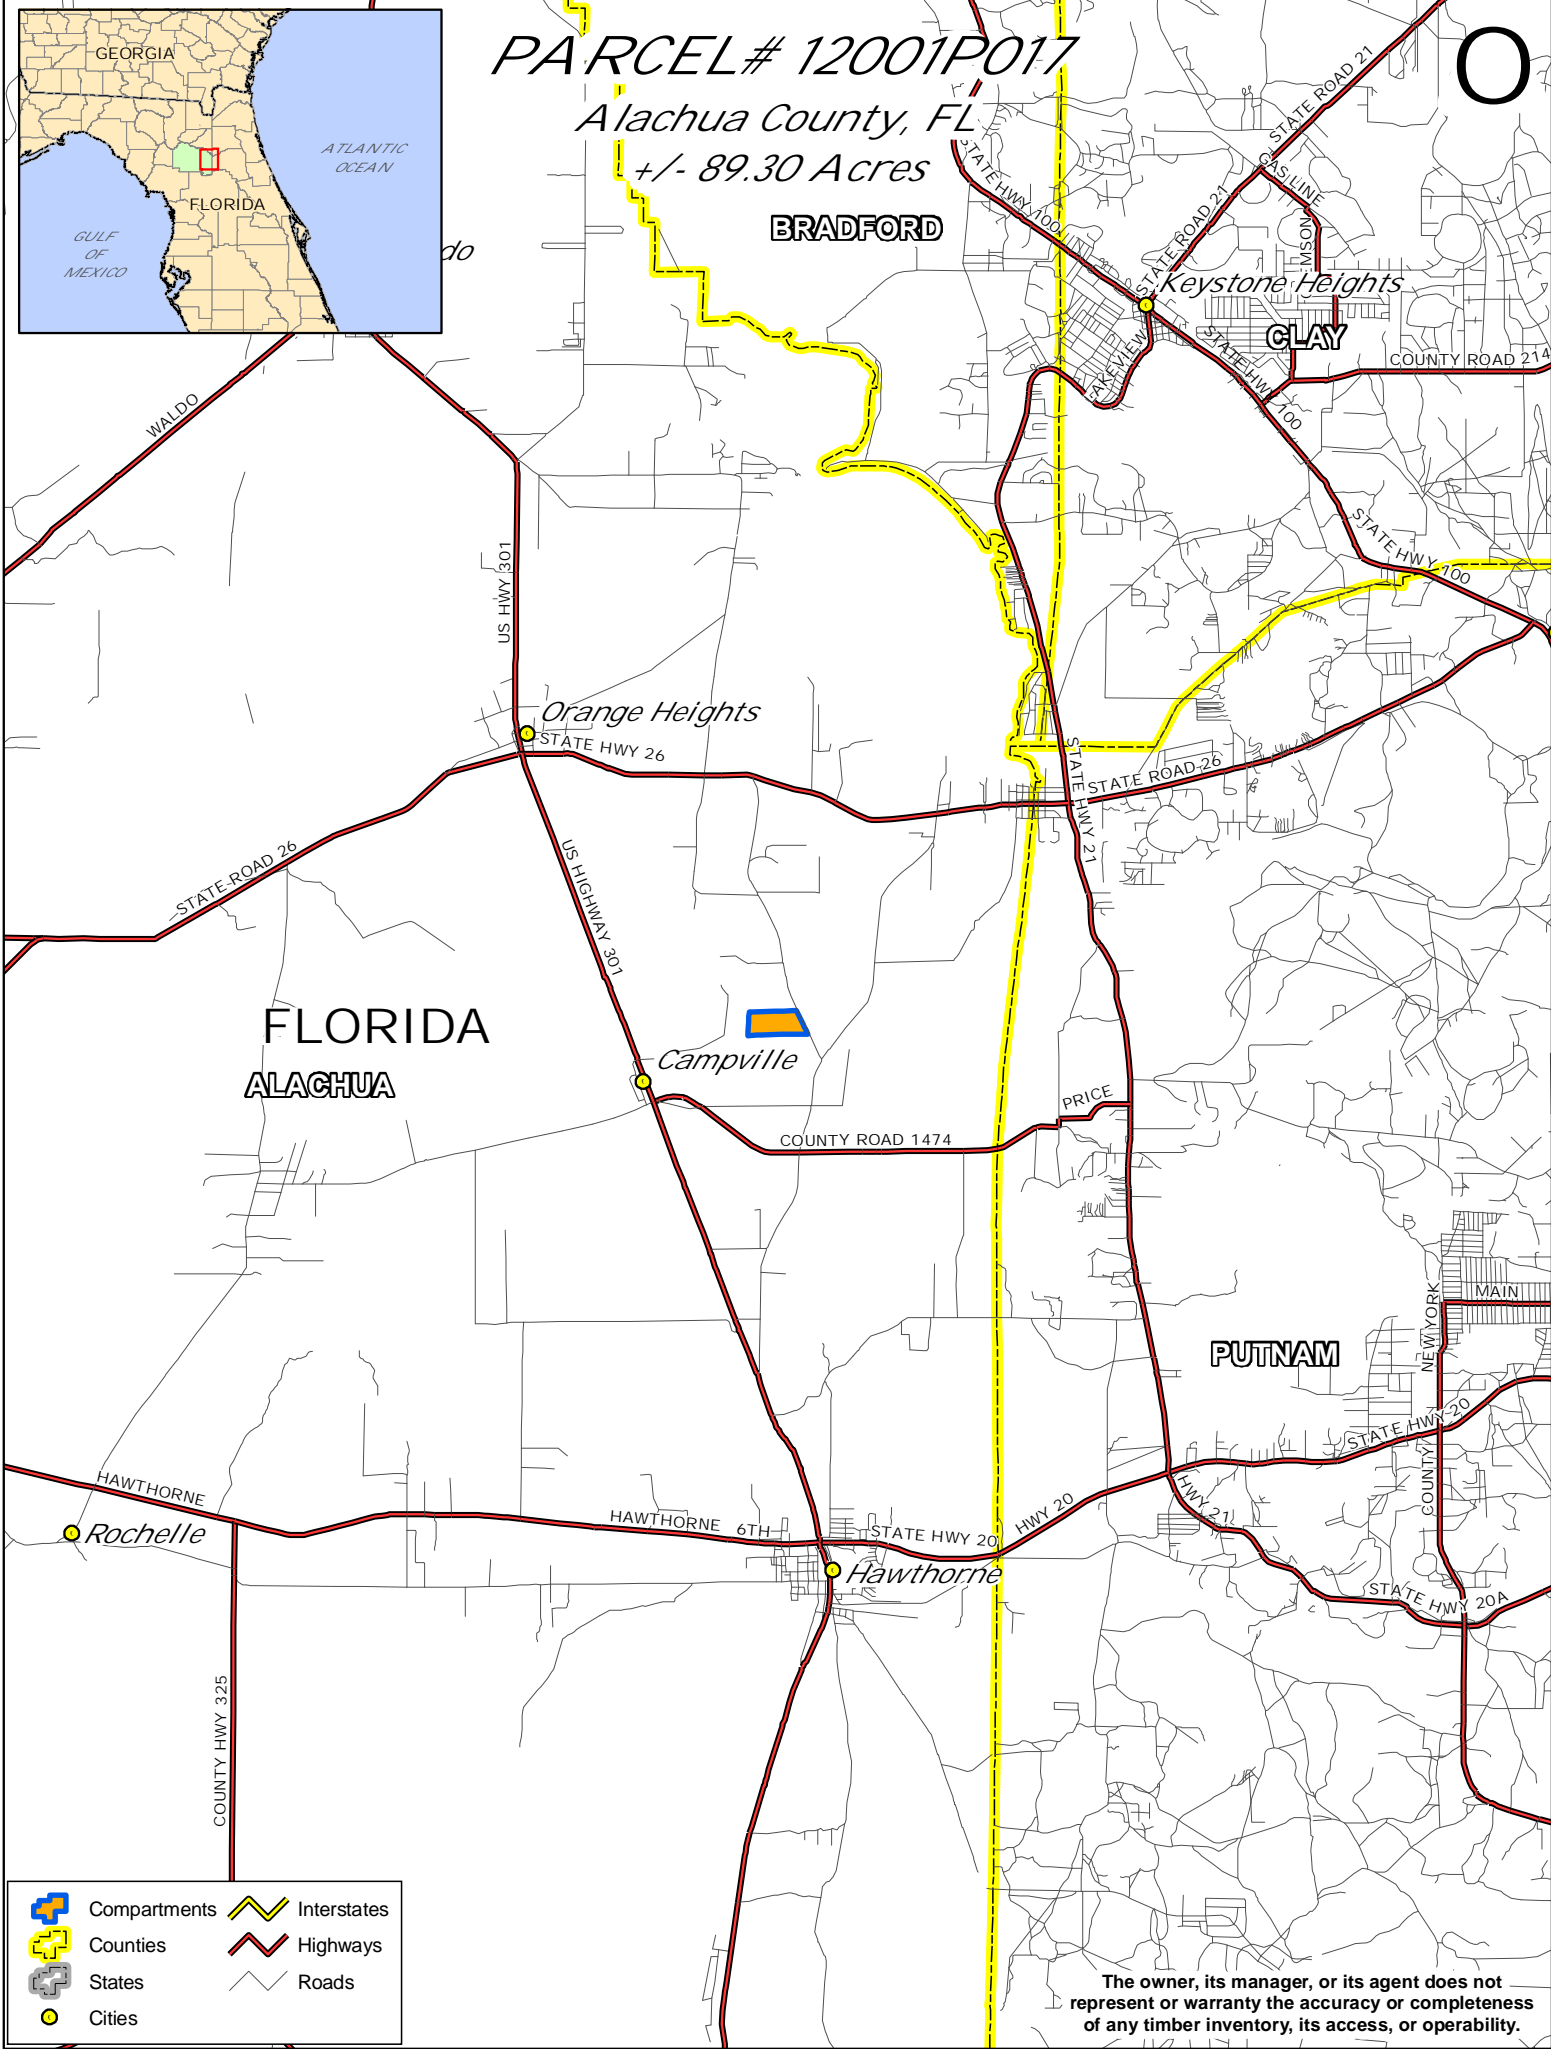 PARCEL# 12001P017
Alachua County, FL
+/- 89.30 Acres
O
GEORGIA
ATLANTIC
OCEAN
FLORIDA
GULF
OF
MEXICO
do
BRADFORD
STATE ROAD 21
GAS LINE
STATE HWY 100
STATE ROAD 21
EMSON
Keystone Heights
CLAY
STATE HWY 100
COUNTY ROAD 214
LAKEVIEW
WALDO
STATE HWY 100
US HWY 301
Orange Heights
STATE HWY 26
STATE ROAD 26
STATE HWY 21
STATE ROAD 26
US HIGHWAY 301
FLORIDA
ALACHUA
Campville
PRICE
COUNTY ROAD 1474
MAIN
NEW YORK
PUTNAM
STATE HWY 20
COUNTY
HAWTHORNE
HAWTHORNE
6TH
STATE HWY 20
HWY 20
HWY 21
Rochelle
Hawthorne
STATE HWY 20A
COUNTY HWY 325
Compartments
Interstates
Counties
Highways
States
Roads
Cities
The owner, its manager, or its agent does not
represent or warranty the accuracy or completeness
of any timber inventory, its access, or operability.